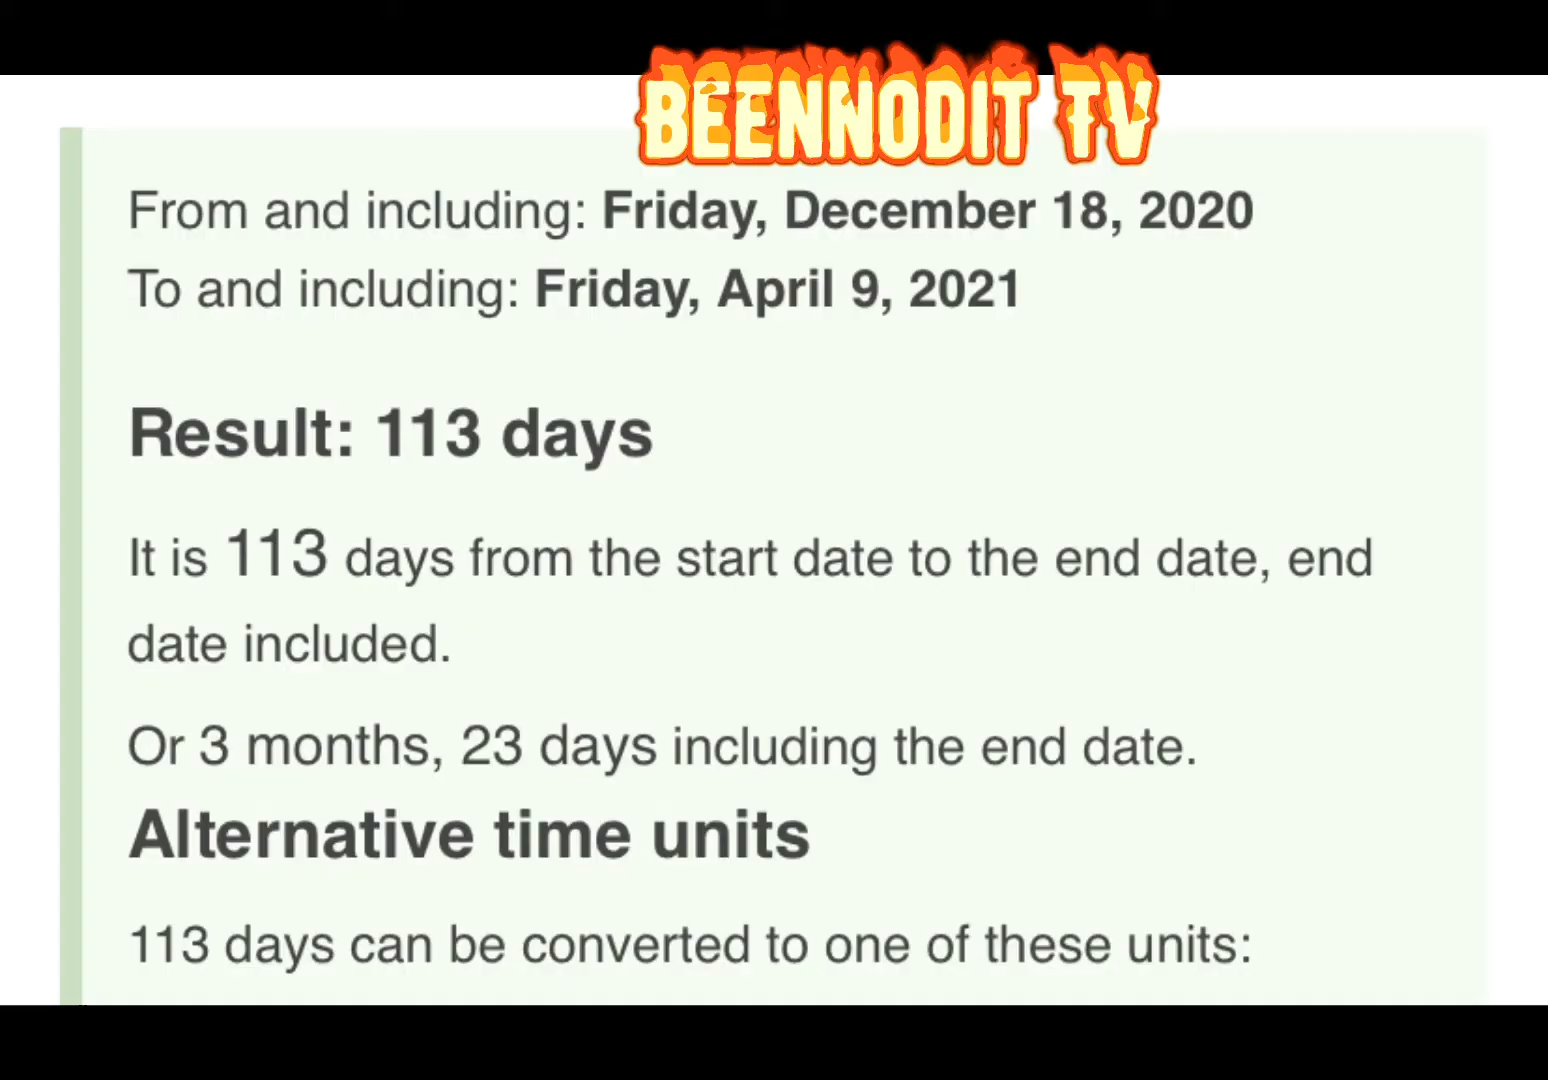 BEENNODIT TV
From and including: Friday, December 18, 2020
To and including: Friday, April 9, 2021
Result: 113 days
It is 113 days from the start date to the end date, end
date included.
Or 3 months, 23 days including the end date.
Alternative time units
113 days can be converted to one of these units: